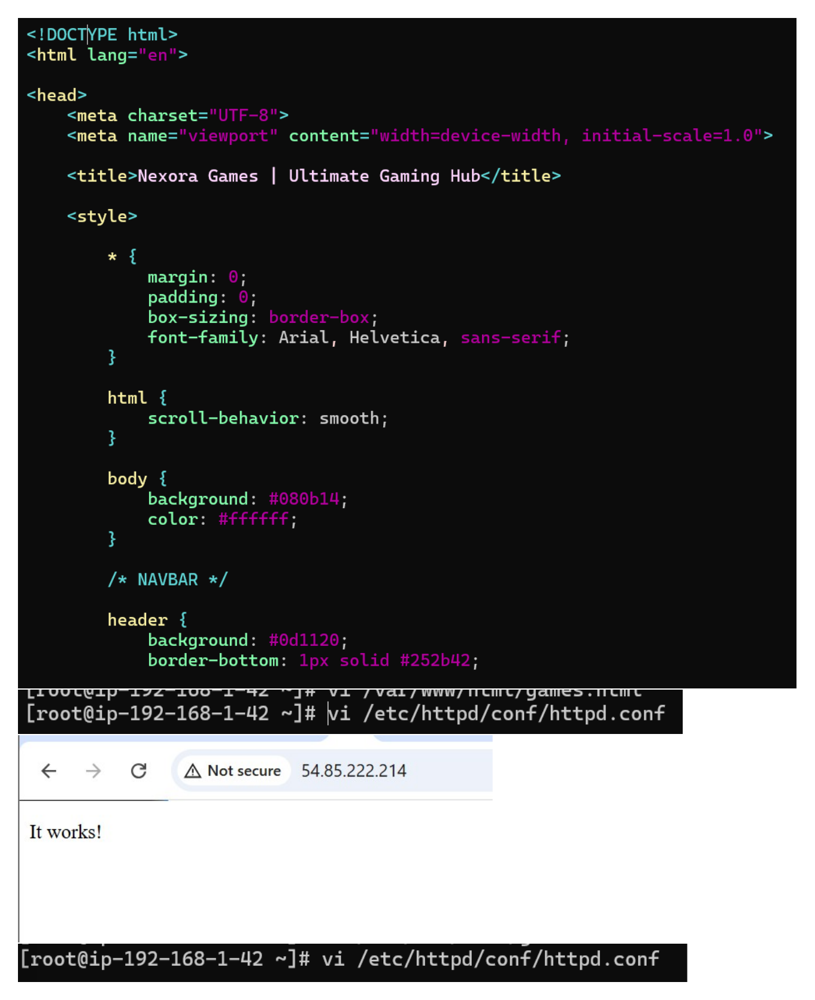 <!DOCTYPE html>
<html lang="en">
<head>
<meta charset="UTF-8">
<meta name="viewport" content="width=device-width, initial-scale=1.0">
<title>Nexora Games | Ultimate Gaming Hub</title>
<style>
* {
margin: 0;
padding: 0;
box-sizing: border-box;
font-family: Arial, Helvetica, sans-serif;
}
html {
scroll-behavior: smooth;
}
body {
background: #080b14;
color: #ffffff;
}
/* NAVBAR */
header {
background: #0d1120;
border-bottom: 1px solid #252b42;
[root@ip-192-168-1-42 ~]# vi /var/www/html/games.html
[root@ip-192-168-1-42 ~]# vi /etc/httpd/conf/httpd.conf
Not secure 54.85.222.214
It works!
[root@ip-192-168-1-42 ~]# vi /etc/httpd/conf/httpd.conf